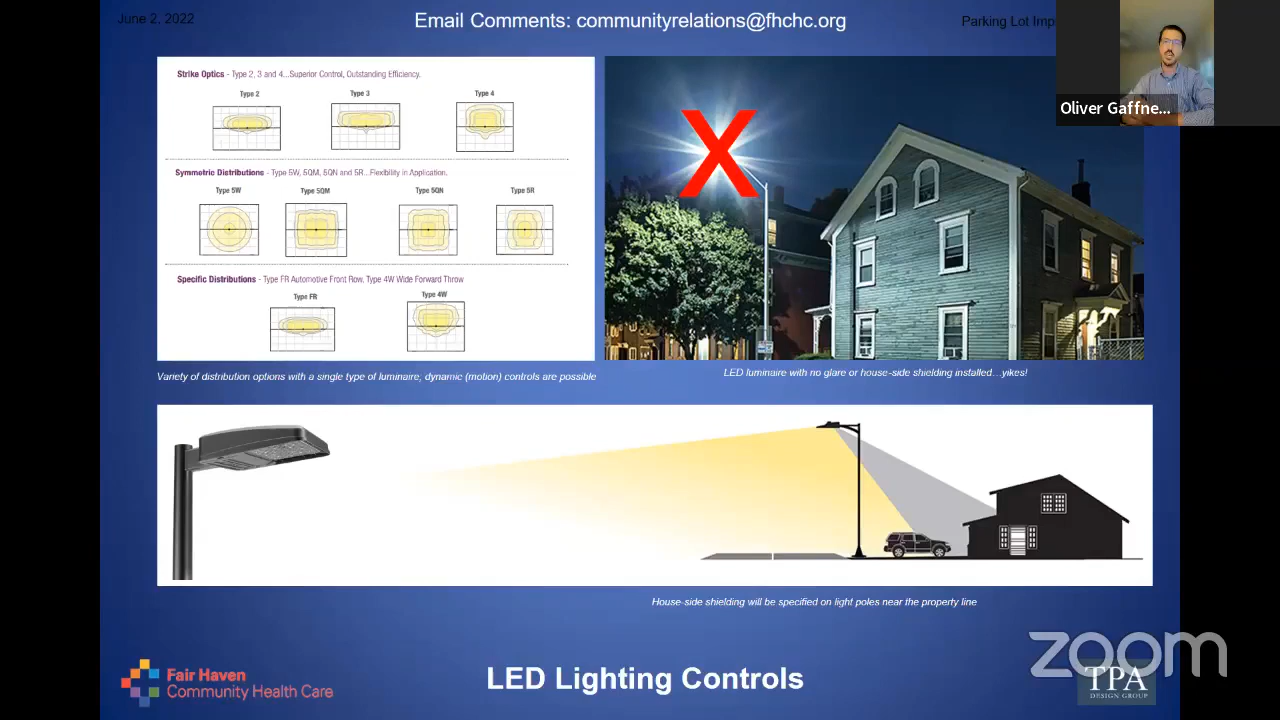 June 2, 2022
Email Comments: communityrelations@fhchc.org
Parking Lot
Oliver Gaffne...
Strike Optics - Type 2, 3 and 4...Superior Control, Outstanding Efficiency.
Type 2
Type 3
Type 4
Symmetric Distributions - Type 5W, 5QM, 5QN and 5R...Flexibility in Application.
Type 5W
Type 5QM
Type 5QN
Type 5R
Specific Distributions - Type FR Automotive Front Row, Type 4W Wide Forward Throw
Type FR
Type 4W
X
Variety of distribution options with a single type of luminaire; dynamic (motion) controls are possible
LED luminaire with no glare or house-side shielding installed...yikes!
House-side shielding will be specified on light poles near the property line
Fair Haven
Community Health Care
LED Lighting Controls
zoom
TPA
DESIGN GROUP